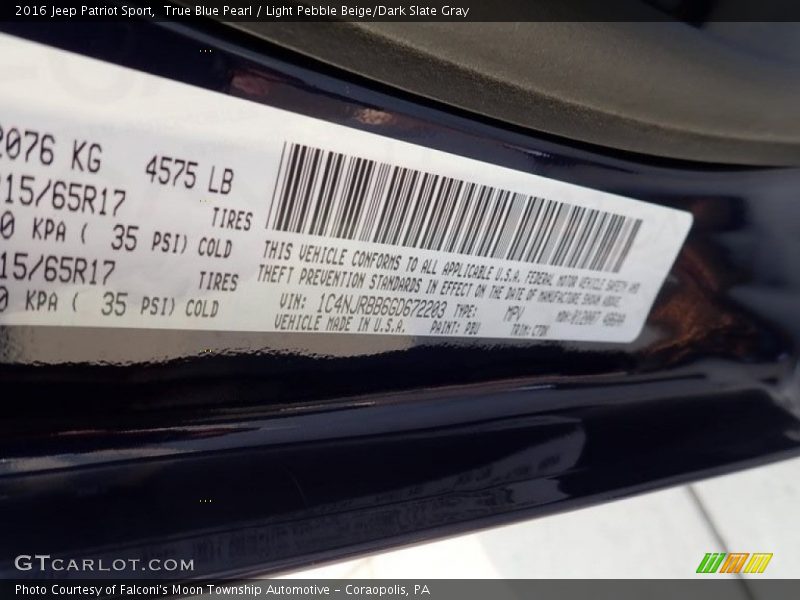 2016 Jeep Patriot Sport, True Blue Pearl / Light Pebble Beige/Dark Slate Gray
2076 KG 4575 LB
15/65R17 TIRES
0 KPA ( 35 PSI) COLD
15/65R17 TIRES
0 KPA ( 35 PSI) COLD
THIS VEHICLE CONFORMS TO ALL APPLICABLE U.S.A. FEDERAL MOTOR VEHICLE SAFETY AND
THEFT PREVENTION STANDARDS IN EFFECT ON THE DATE OF MANUFACTURE SHOWN ABOVE.
VIN: 1C4NJRBB6GD672203 TYPE: MPV
VEHICLE MADE IN U.S.A. PAINT: PBU TRIM:
GTCARLOT.COM
Photo Courtesy of Falconi's Moon Township Automotive - Coraopolis, PA